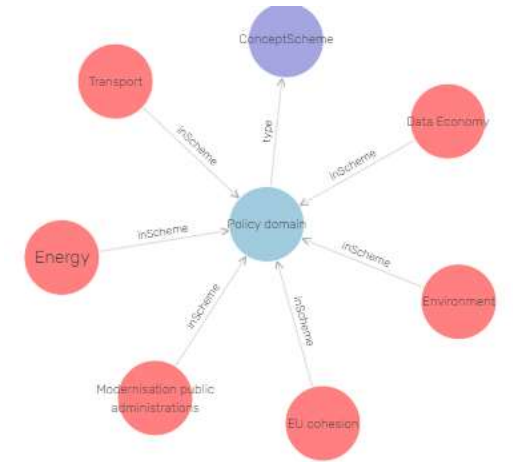 ConceptScheme
Transport
type
inScheme
Data Economy
inScheme
Policy domain
inScheme
Energy
inScheme
Environment
inScheme
inScheme
Modernisation public
administrations
EU cohesion